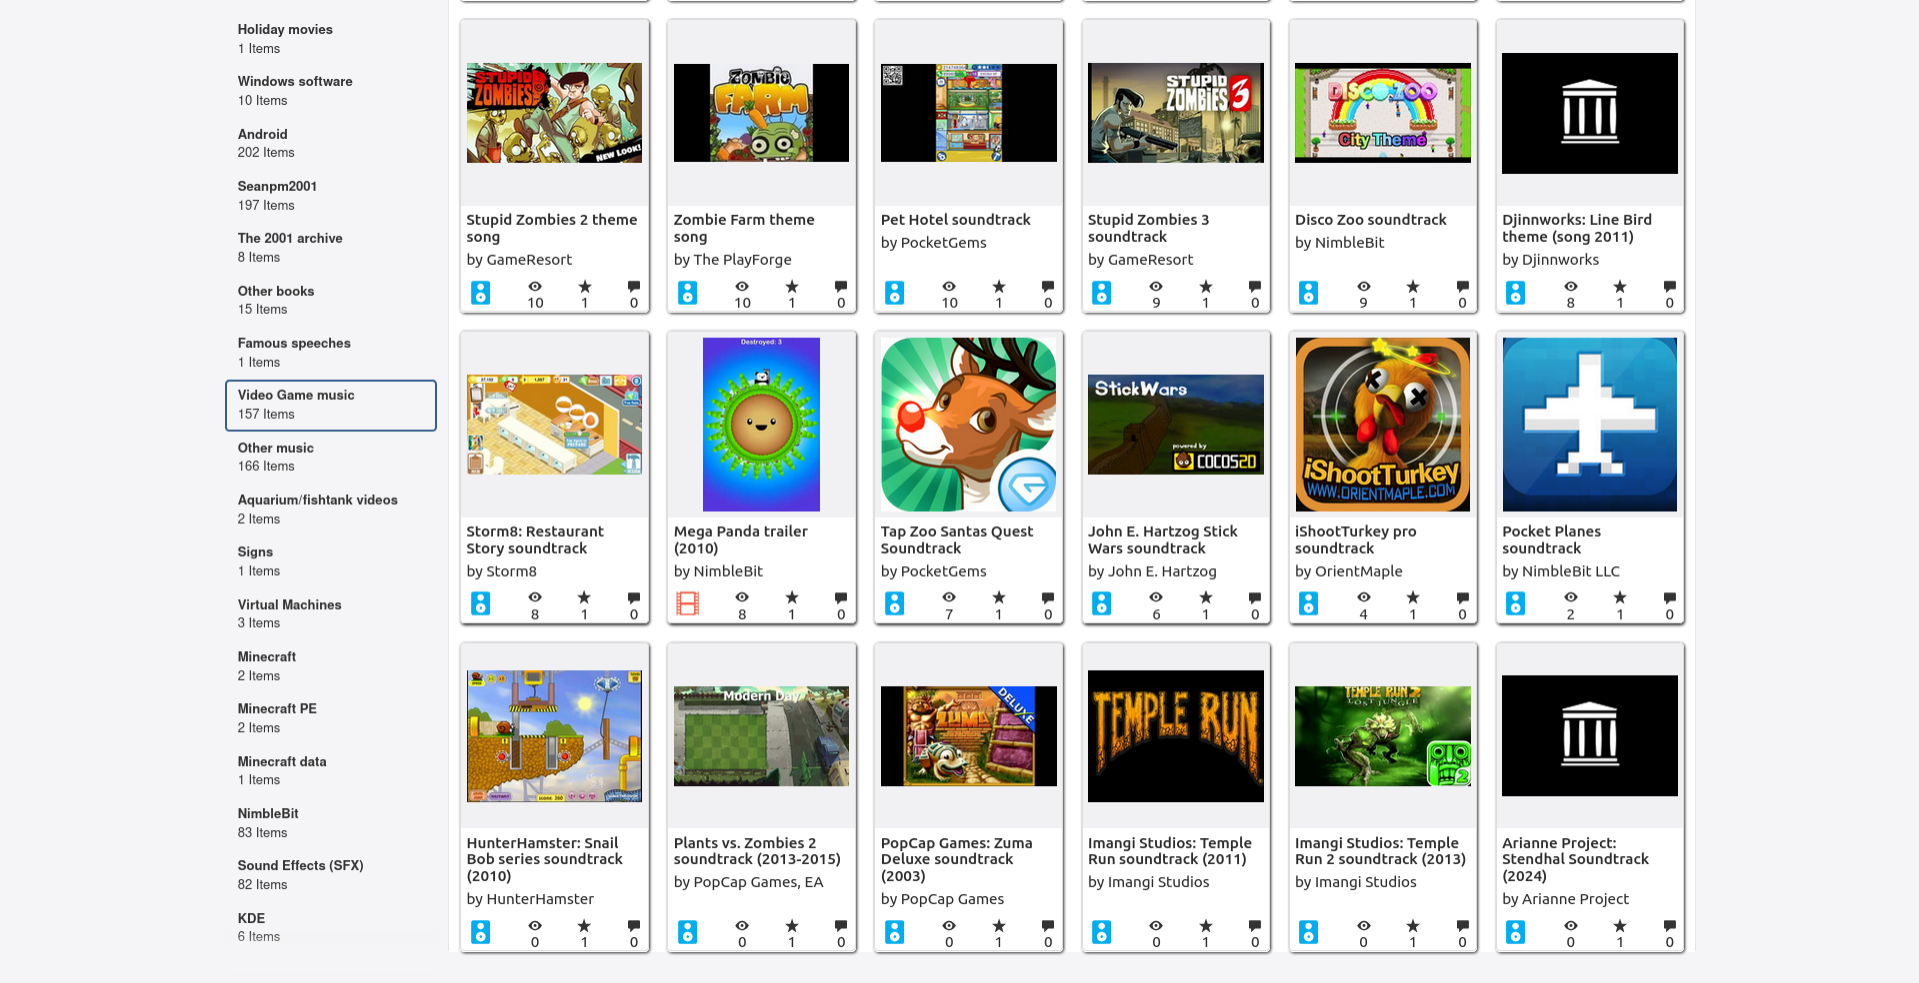 Holiday movies
1 Items
Windows software
10 Items
Android
202 Items
Seanpm2001
197 Items
The 2001 archive
8 Items
Other books
15 Items
Famous speeches
1 Items
Video Game music
157 Items
Other music
166 Items
Aquarium/fishtank videos
2 Items
Signs
1 Items
Virtual Machines
3 Items
Minecraft
2 Items
Minecraft PE
2 Items
Minecraft data
1 Items
NimbleBit
83 Items
Sound Effects (SFX)
82 Items
KDE
6 Items
STUPID
ZOMBIES
NEW LOOK!
Stupid Zombies 2 theme
song
by GameResort
10 1 0
ZOMBIE
FARM
Zombie Farm theme
song
by The PlayForge
10 1 0
Pet Hotel soundtrack
by PocketGems
10 1 0
STUPID
ZOMBIES 3
Stupid Zombies 3
soundtrack
by GameResort
9 1 0
DISCO ZOO
City Theme
Disco Zoo soundtrack
by NimbleBit
9 1 0
Djinnworks: Line Bird
theme (song 2011)
by Djinnworks
8 1 0
Storm8: Restaurant
Story soundtrack
by Storm8
8 1 0
Destroyed: 3
Mega Panda trailer
(2010)
by NimbleBit
8 1 0
Tap Zoo Santas Quest
Soundtrack
by PocketGems
7 1 0
StickWars
powered by
COCOS2D
John E. Hartzog Stick
Wars soundtrack
by John E. Hartzog
6 1 0
iShootTurkey
WWW.ORIENTMAPLE.COM
iShootTurkey pro
soundtrack
by OrientMaple
4 1 0
Pocket Planes
soundtrack
by NimbleBit LLC
2 1 0
HunterHamster: Snail
Bob series soundtrack
(2010)
by HunterHamster
0 1 0
Modern Day
Plants vs. Zombies 2
soundtrack (2013-2015)
by PopCap Games, EA
0 1 0
DELUXE
ZUMA
PopCap Games: Zuma
Deluxe soundtrack
(2003)
by PopCap Games
0 1 0
TEMPLE RUN
Imangi Studios: Temple
Run soundtrack (2011)
by Imangi Studios
0 1 0
TEMPLE RUN 2
LOST JUNGLE
2
Imangi Studios: Temple
Run 2 soundtrack (2013)
by Imangi Studios
0 1 0
Arianne Project:
Stendhal Soundtrack
(2024)
by Arianne Project
0 1 0